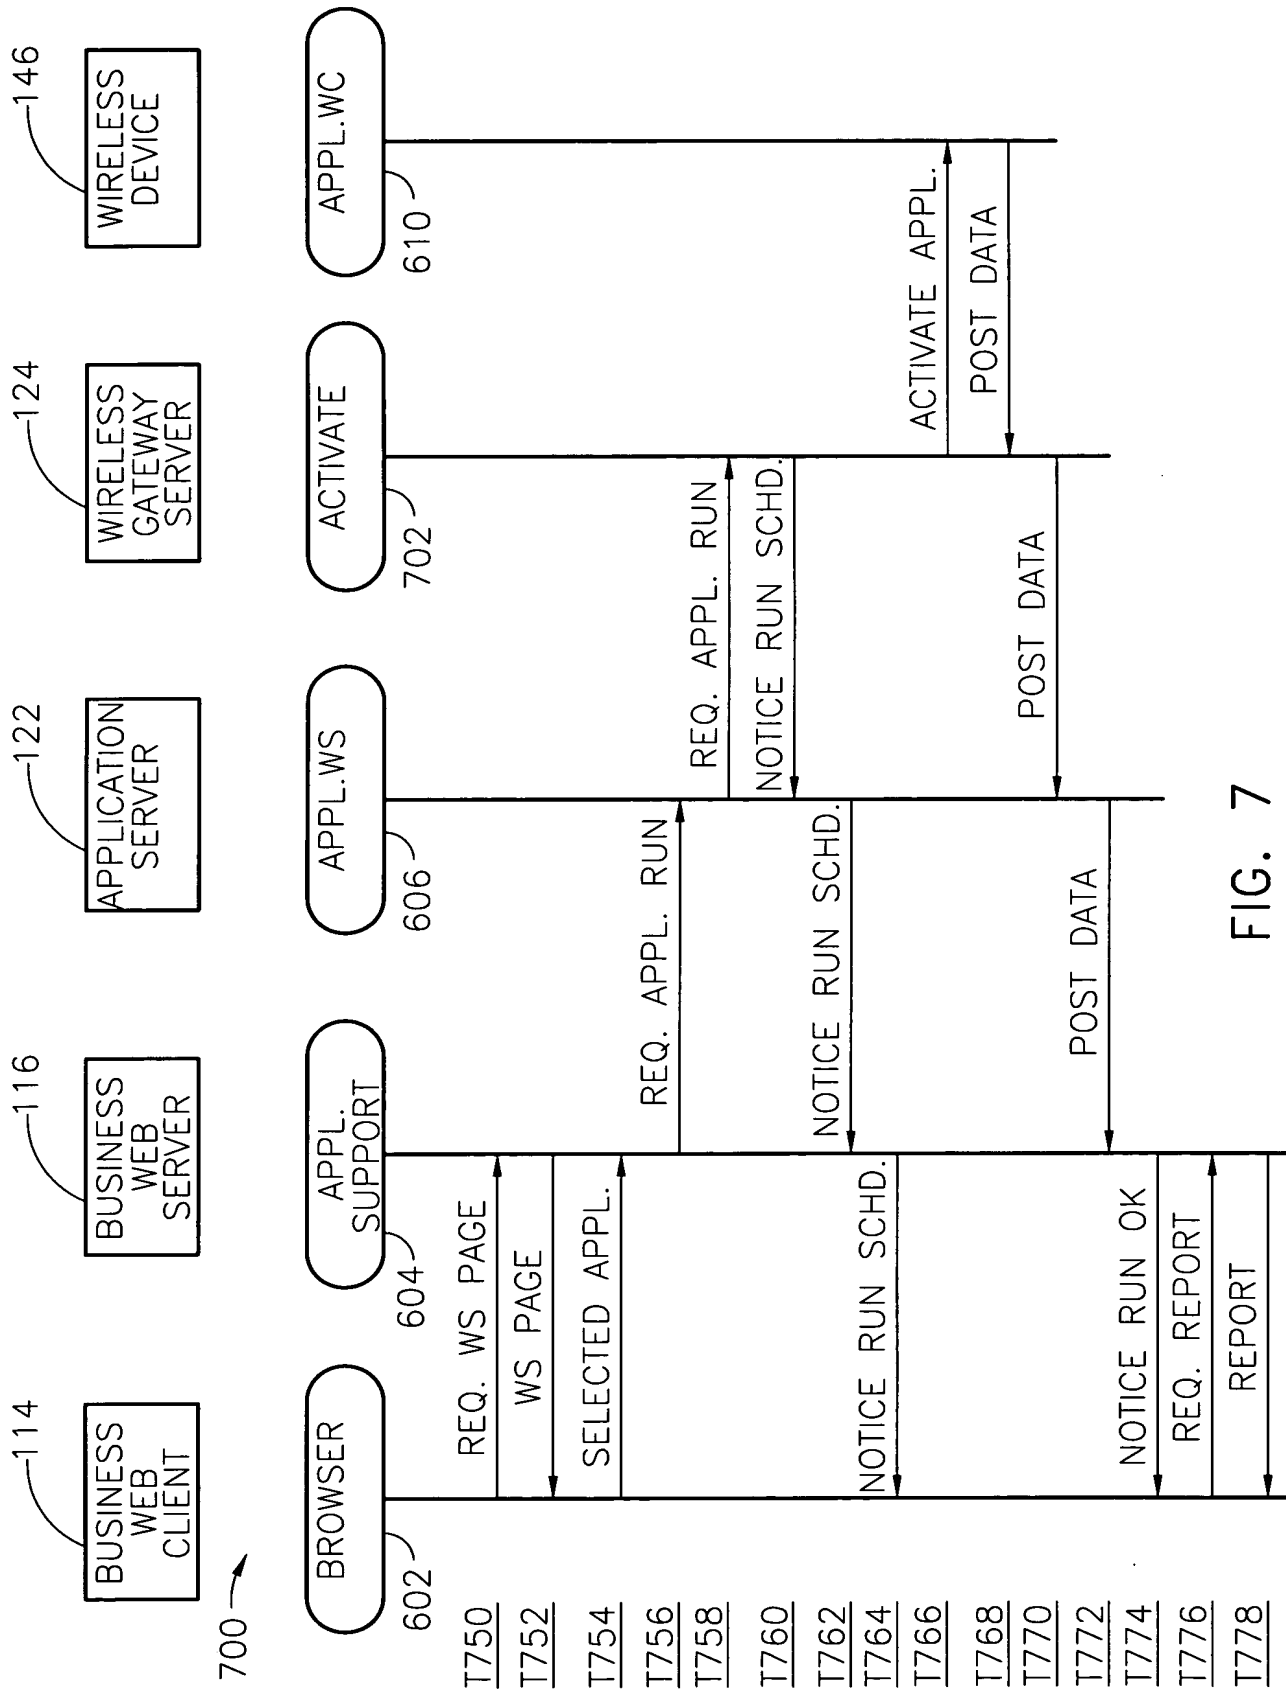 114
BUSINESS
WEB
CLIENT
116
BUSINESS
WEB
SERVER
122
APPLICATION
SERVER
124
WIRELESS
GATEWAY
SERVER
146
WIRELESS
DEVICE
700
BROWSER
602
APPL.
SUPPORT
604
APPL.WS
606
ACTIVATE
702
APPL.WC
610
T750
REQ. WS PAGE
T752
WS PAGE
T754
SELECTED APPL.
T756
REQ. APPL. RUN
T758
REQ. APPL. RUN
T760
NOTICE RUN SCHD.
T762
NOTICE RUN SCHD.
T764
NOTICE RUN SCHD.
T766
ACTIVATE APPL.
T768
POST DATA
T770
POST DATA
T772
POST DATA
T774
NOTICE RUN OK
T776
REQ. REPORT
T778
REPORT
FIG. 7